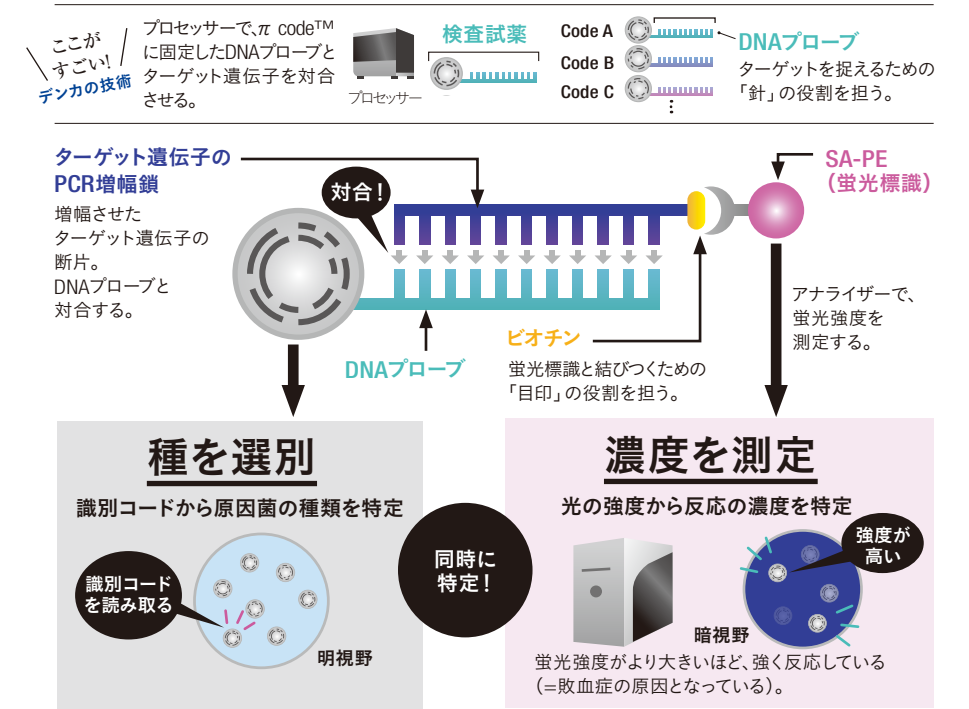 ここが
すごい!
デンカの技術
プロセッサーで、π code™
に固定したDNAプローブと
ターゲット遺伝子を対合
させる。
プロセッサー
検査試薬
Code A
Code B
Code C
DNAプローブ
ターゲットを捉えるための
「針」の役割を担う。
ターゲット遺伝子の
PCR増幅鎖
増幅させた
ターゲット遺伝子の
断片。
DNAプローブと
対合する。
対合!
SA-PE
(蛍光標識)
アナライザーで、
蛍光強度を
測定する。
DNAプローブ
ビオチン
蛍光標識と結びつくための
「目印」の役割を担う。
種を選別
識別コードから原因菌の種類を特定
識別コード
を読み取る
明視野
同時に
特定!
濃度を測定
光の強度から反応の濃度を特定
強度が
高い
暗視野
蛍光強度がより大きいほど、強く反応している
(=敗血症の原因となっている)。